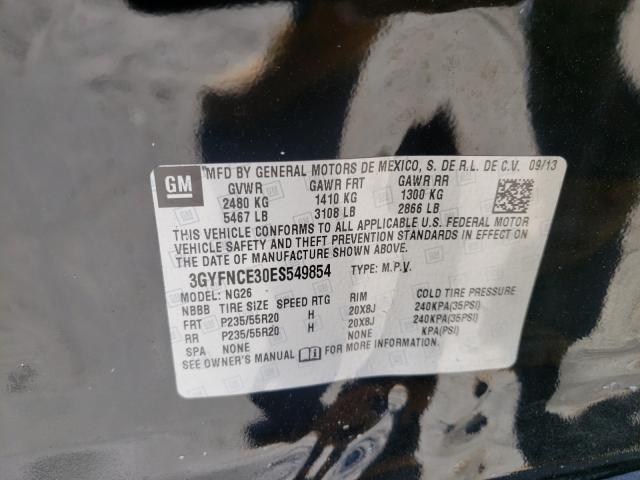 GM
MFD BY GENERAL MOTORS DE MEXICO, S. DE R.L. DE C.V. 09/13
GVWR GAWR FRT GAWR RR
2480 KG 1410 KG 1300 KG
5467 LB 3108 LB 2866 LB
THIS VEHICLE CONFORMS TO ALL APPLICABLE U.S. FEDERAL MOTOR
VEHICLE SAFETY AND THEFT PREVENTION STANDARDS IN EFFECT ON
THE DATE OF MANUFACTURE SHOWN ABOVE.
3GYFNCE30ES549854 TYPE: M.P.V.
MODEL: NG26
NBBB TIRE SIZE SPEED RTG RIM COLD TIRE PRESSURE
FRT P235/55R20 H 20X8J 240KPA(35PSI)
RR P235/55R20 H 20X8J 240KPA(35PSI)
SPA NONE NONE KPA(PSI)
SEE OWNER'S MANUAL FOR MORE INFORMATION.